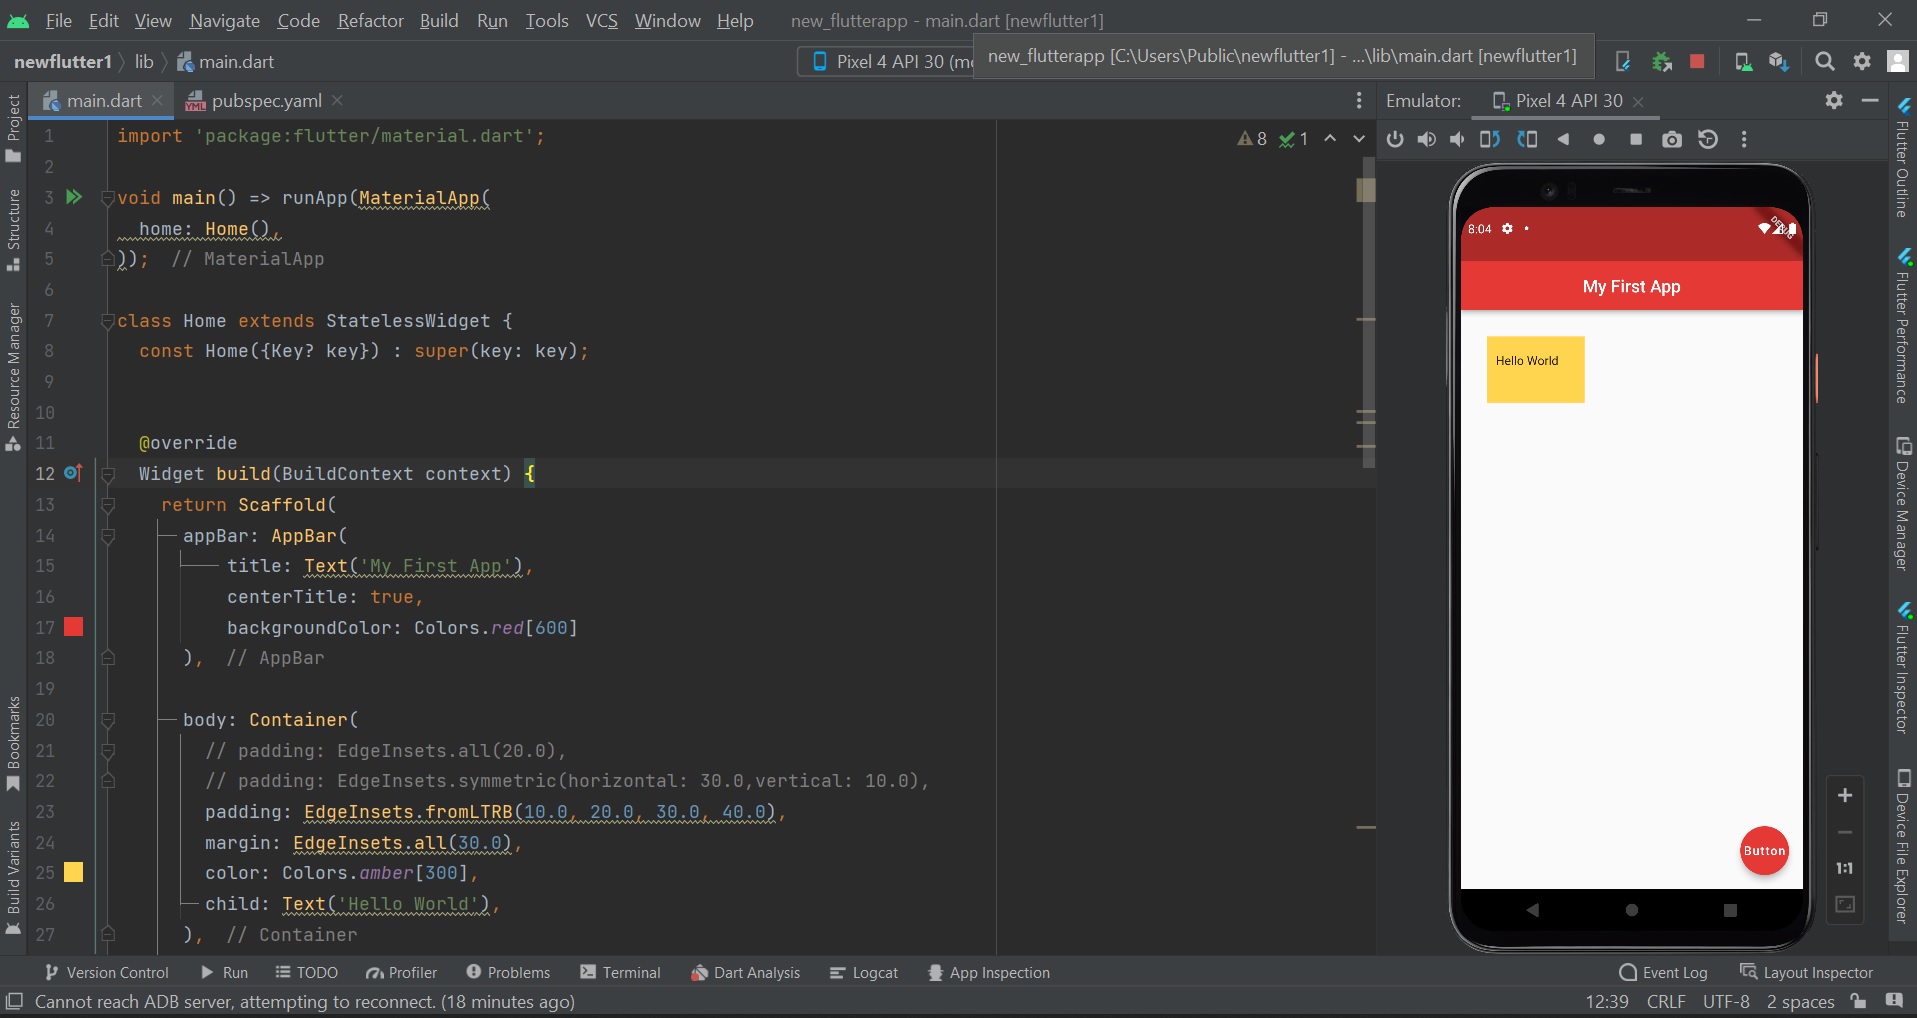 File Edit View Navigate Code Refactor Build Run Tools VCS Window Help new_flutterapp - main.dart [newflutter1]
newflutter1 lib main.dart Pixel 4 API 30 (mo
new_flutterapp [C:\Users\Public\newflutter1] - ...\lib\main.dart [newflutter1]
main.dart pubspec.yaml Emulator: Pixel 4 API 30
1 import 'package:flutter/material.dart';
8 1
2
3 void main() => runApp(MaterialApp(
4 home: Home(),
5 )); // MaterialApp
6
7 class Home extends StatelessWidget {
8 const Home({Key? key}) : super(key: key);
9
10
11 @override
12 Widget build(BuildContext context) {
13 return Scaffold(
14 appBar: AppBar(
15 title: Text('My First App'),
16 centerTitle: true,
17 backgroundColor: Colors.red[600]
18 ), // AppBar
19
20 body: Container(
21 // padding: EdgeInsets.all(20.0),
22 // padding: EdgeInsets.symmetric(horizontal: 30.0,vertical: 10.0),
23 padding: EdgeInsets.fromLTRB(10.0, 20.0, 30.0, 40.0),
24 margin: EdgeInsets.all(30.0),
25 color: Colors.amber[300],
26 child: Text('Hello World'),
27 ), // Container
Project
Structure
Resource Manager
Bookmarks
Build Variants
8:04
DEBUG
My First App
Hello World
Button
1:1
Flutter Outline
Flutter Performance
Device Manager
Flutter Inspector
Device File Explorer
Version Control Run TODO Profiler Problems Terminal Dart Analysis Logcat App Inspection Event Log Layout Inspector
Cannot reach ADB server, attempting to reconnect. (18 minutes ago) 12:39 CRLF UTF-8 2 spaces